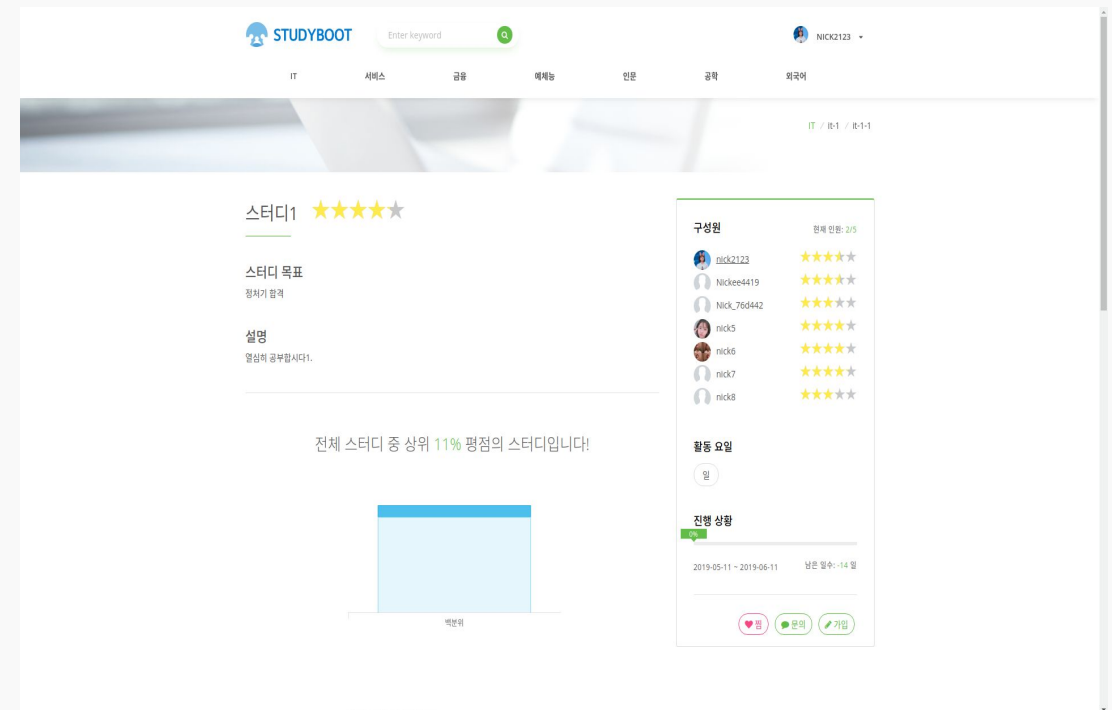 STUDYBOOT
Enter keyword
NICK2123
IT 서비스 금융 예체능 인문 공학 외국어
IT / it-1 / it-1-1
스터디1
스터디 목표
정처기 합격
설명
열심히 공부합시다1.
전체 스터디 중 상위 11% 평점의 스터디입니다!
백분위
구성원 현재 인원: 2/5
nick2123
Nickee4419
Nick_76d442
nick5
nick6
nick7
nick8
활동 요일
일
진행 상황
0%
2019-05-11 ~ 2019-06-11 남은 일수: -14 일
찜 문의 가입